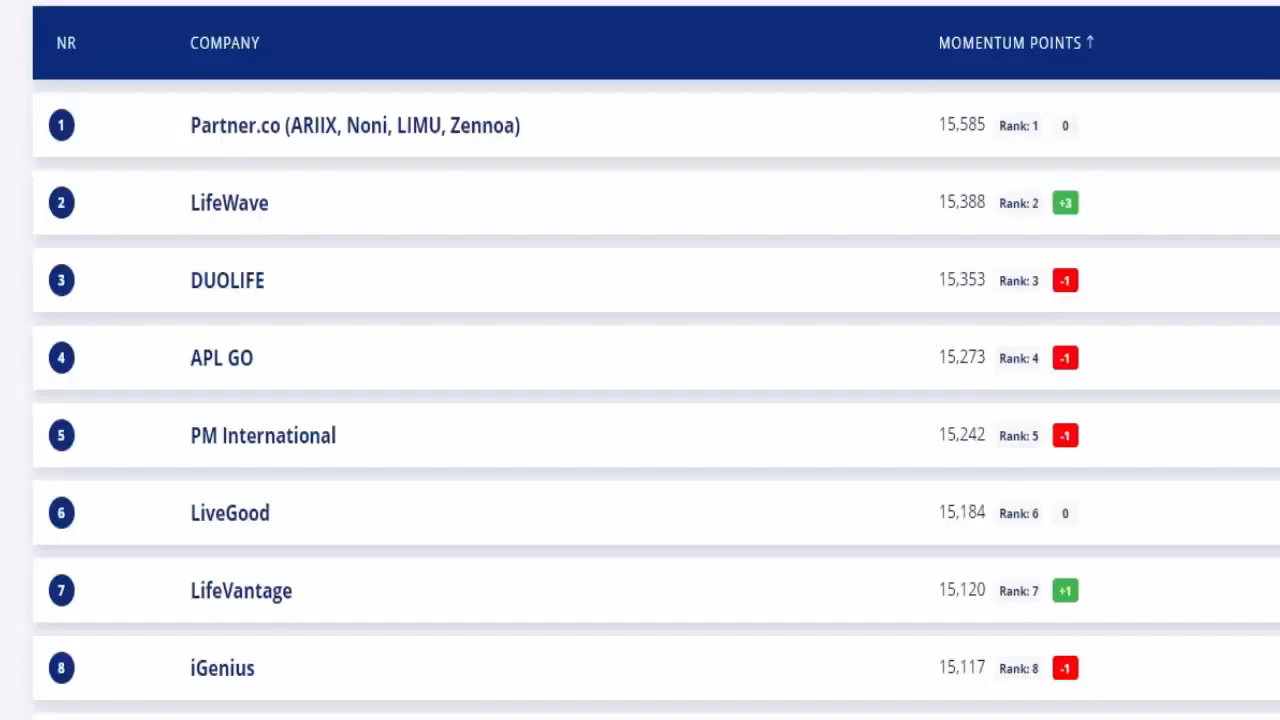 NR COMPANY MOMENTUM POINTS ↑
1 Partner.co (ARIIX, Noni, LIMU, Zennoa) 15,585 Rank: 1 0
2 LifeWave 15,388 Rank: 2 +3
3 DUOLIFE 15,353 Rank: 3 -1
4 APL GO 15,273 Rank: 4 -1
5 PM International 15,242 Rank: 5 -1
6 LiveGood 15,184 Rank: 6 0
7 LifeVantage 15,120 Rank: 7 +1
8 iGenius 15,117 Rank: 8 -1